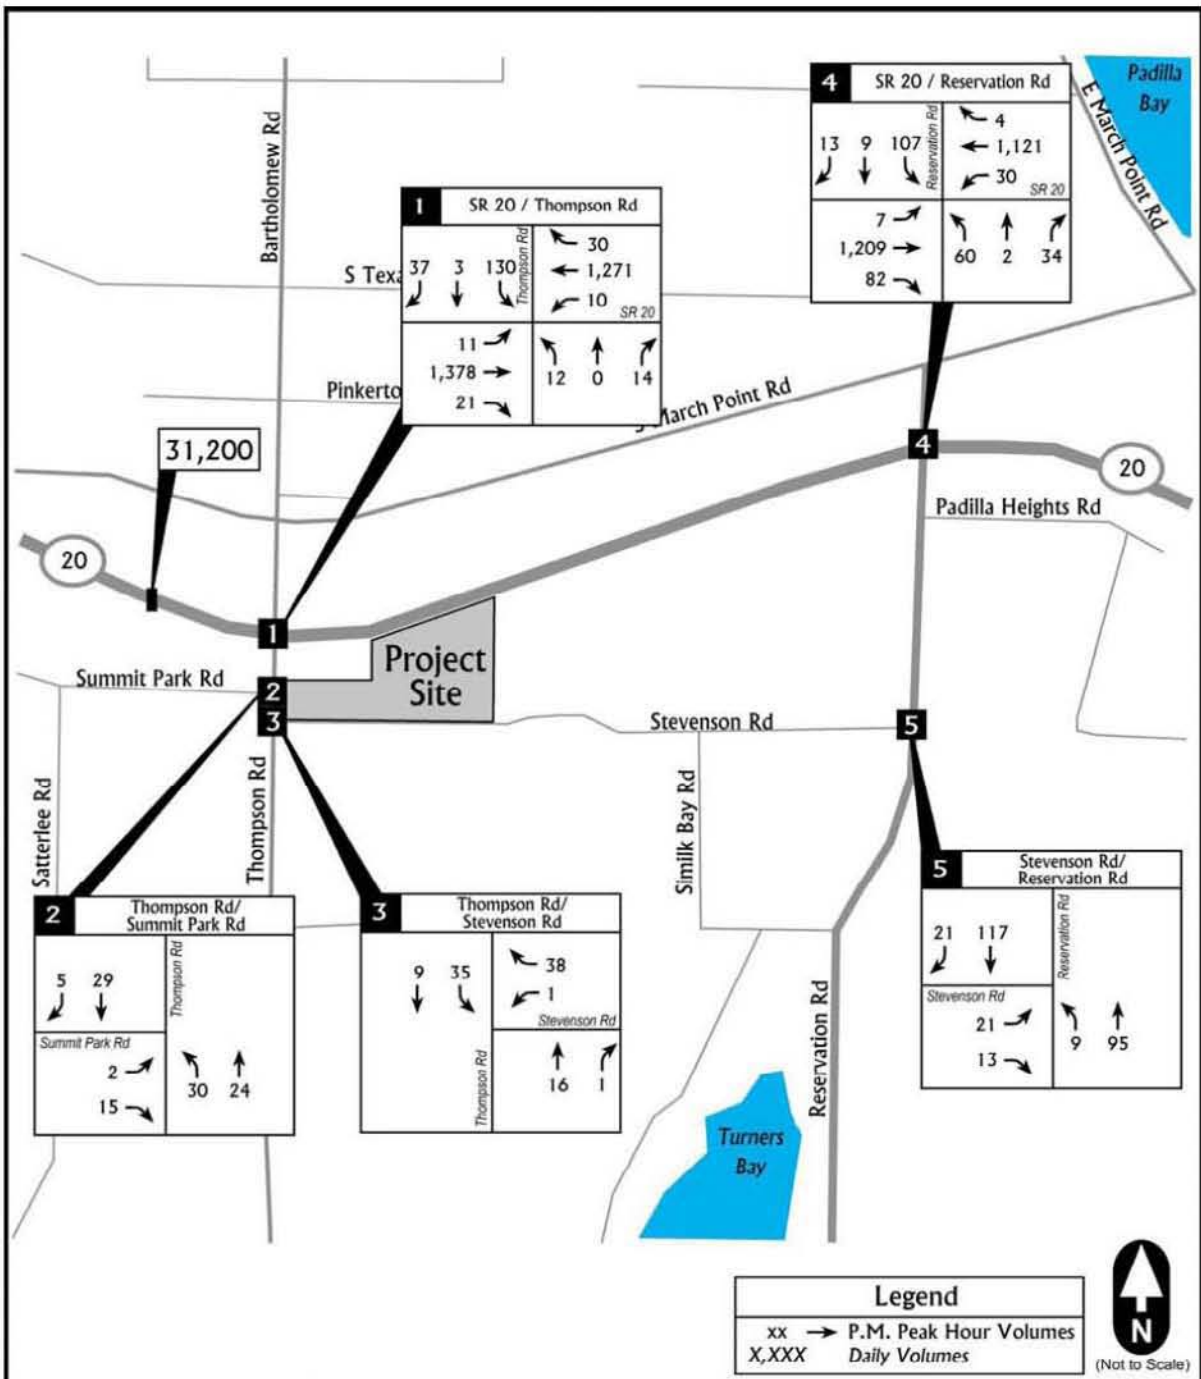 Padilla
Bay
E March Point Rd
Bartholomew Rd
4 SR 20 / Reservation Rd
13 9 107
Reservation Rd
4
1,121
30
SR 20
7
1,209
82
60 2 34
1 SR 20 / Thompson Rd
37 3 130
Thompson Rd
30
1,271
10
SR 20
11
1,378
21
12 0 14
S Texa
Pinkerto
March Point Rd
31,200
20
20
4
Padilla Heights Rd
1
Project
Site
Summit Park Rd
2
3
Stevenson Rd
5
Satterlee Rd
Thompson Rd
Similk Bay Rd
Reservation Rd
2 Thompson Rd/
Summit Park Rd
5 29
Thompson Rd
Summit Park Rd
2
15
30 24
3 Thompson Rd/
Stevenson Rd
9 35
38
1
Stevenson Rd
Thompson Rd
16 1
5 Stevenson Rd/
Reservation Rd
21 117
Reservation Rd
Stevenson Rd
21
13
9 95
Turners
Bay
Legend
xx P.M. Peak Hour Volumes
X,XXX Daily Volumes
N
(Not to Scale)